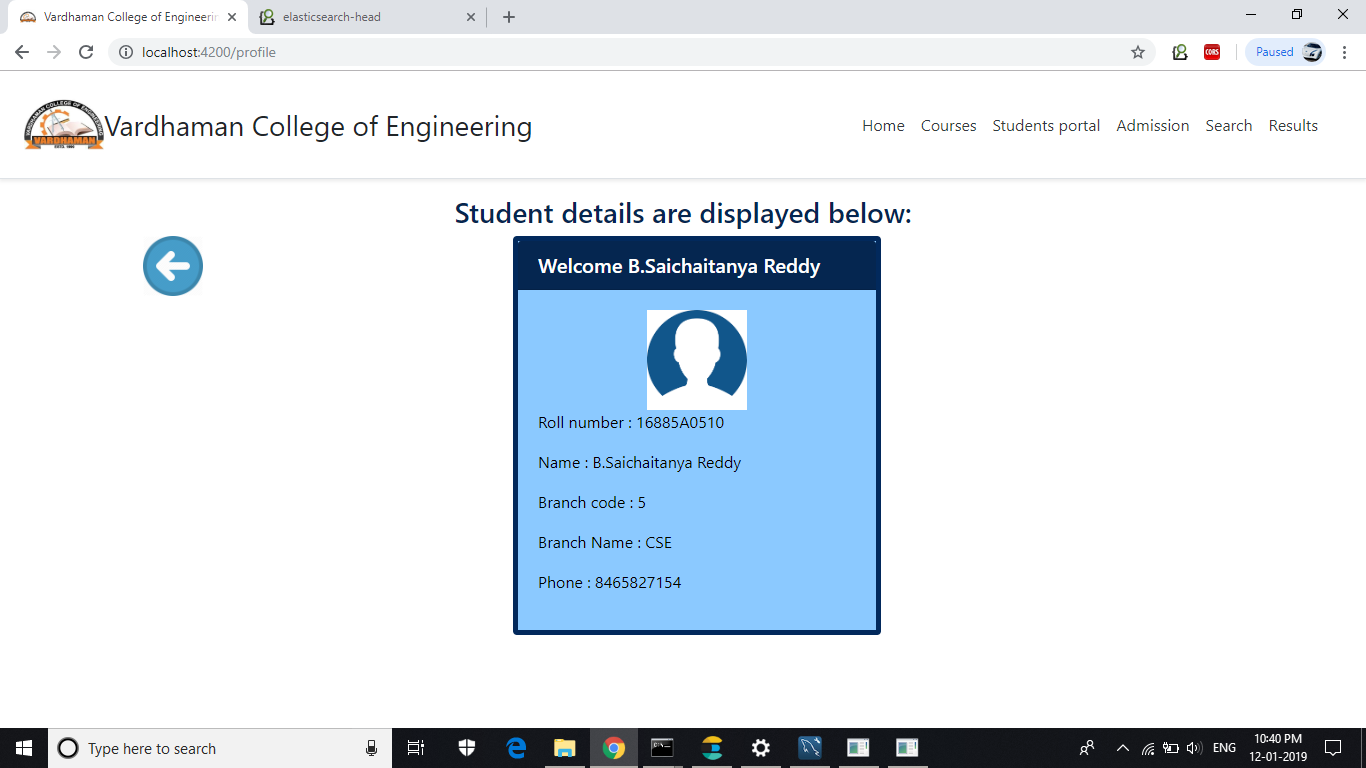 Vardhaman College of Engineerin
elasticsearch-head
localhost:4200/profile
CORS
Paused
VARDHAMAN COLLEGE OF ENGINEERING
VARDHAMAN
Vardhaman College of Engineering
Home Courses Students portal Admission Search Results
Student details are displayed below:
Welcome B.Saichaitanya Reddy
Roll number : 16885A0510
Name : B.Saichaitanya Reddy
Branch code : 5
Branch Name : CSE
Phone : 8465827154
Type here to search
ENG
10:40 PM
12-01-2019